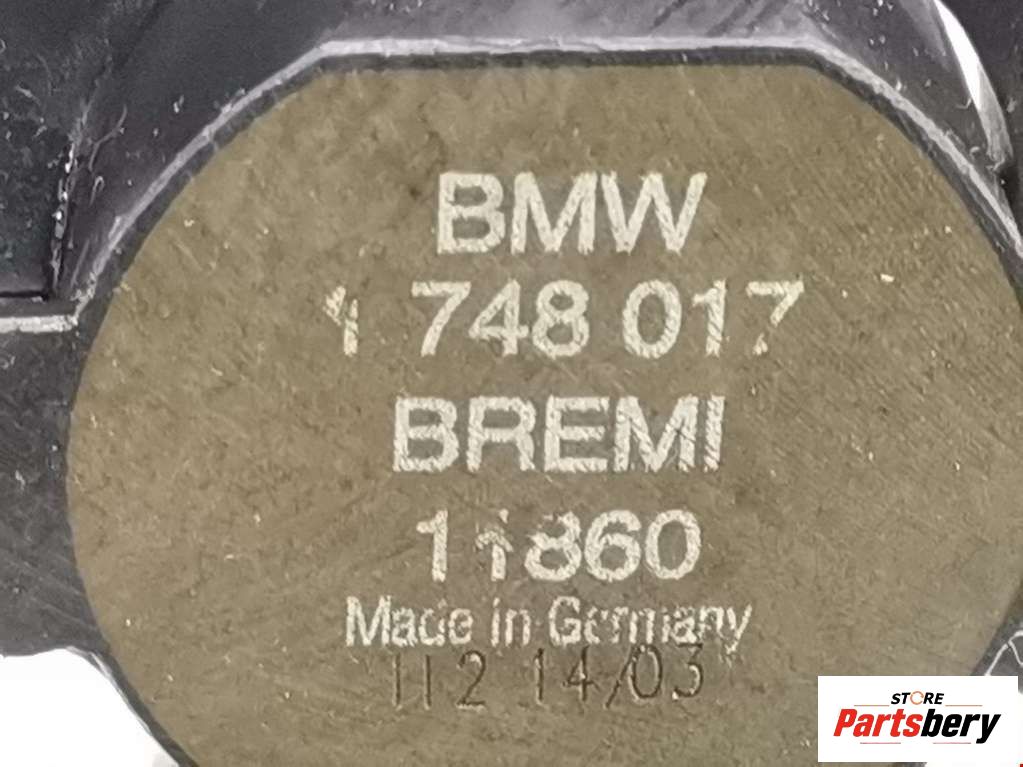 BMW
1 748 017
BREMI
11860
Made in Germany
112 14/03
STORE
Partsbery